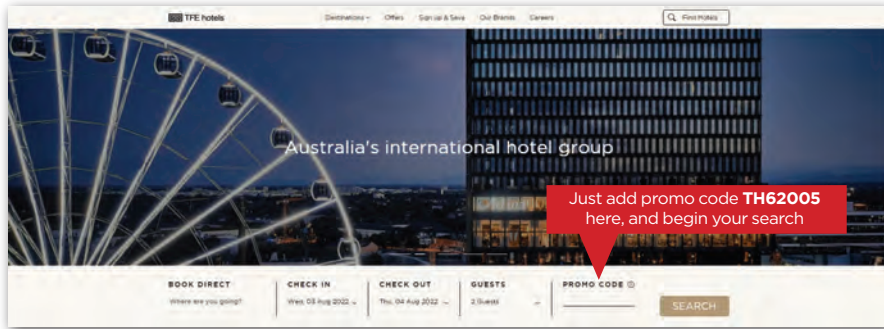 TFE hotels
Destinations Offers Sign up & Save Our Brands Careers
Find Hotels
Australia's international hotel group
Just add promo code TH62005
here, and begin your search
BOOK DIRECT CHECK IN CHECK OUT GUESTS PROMO CODE
Where are you going? Wed, 03 Aug 2022 Thu, 04 Aug 2022 2 Guests
SEARCH